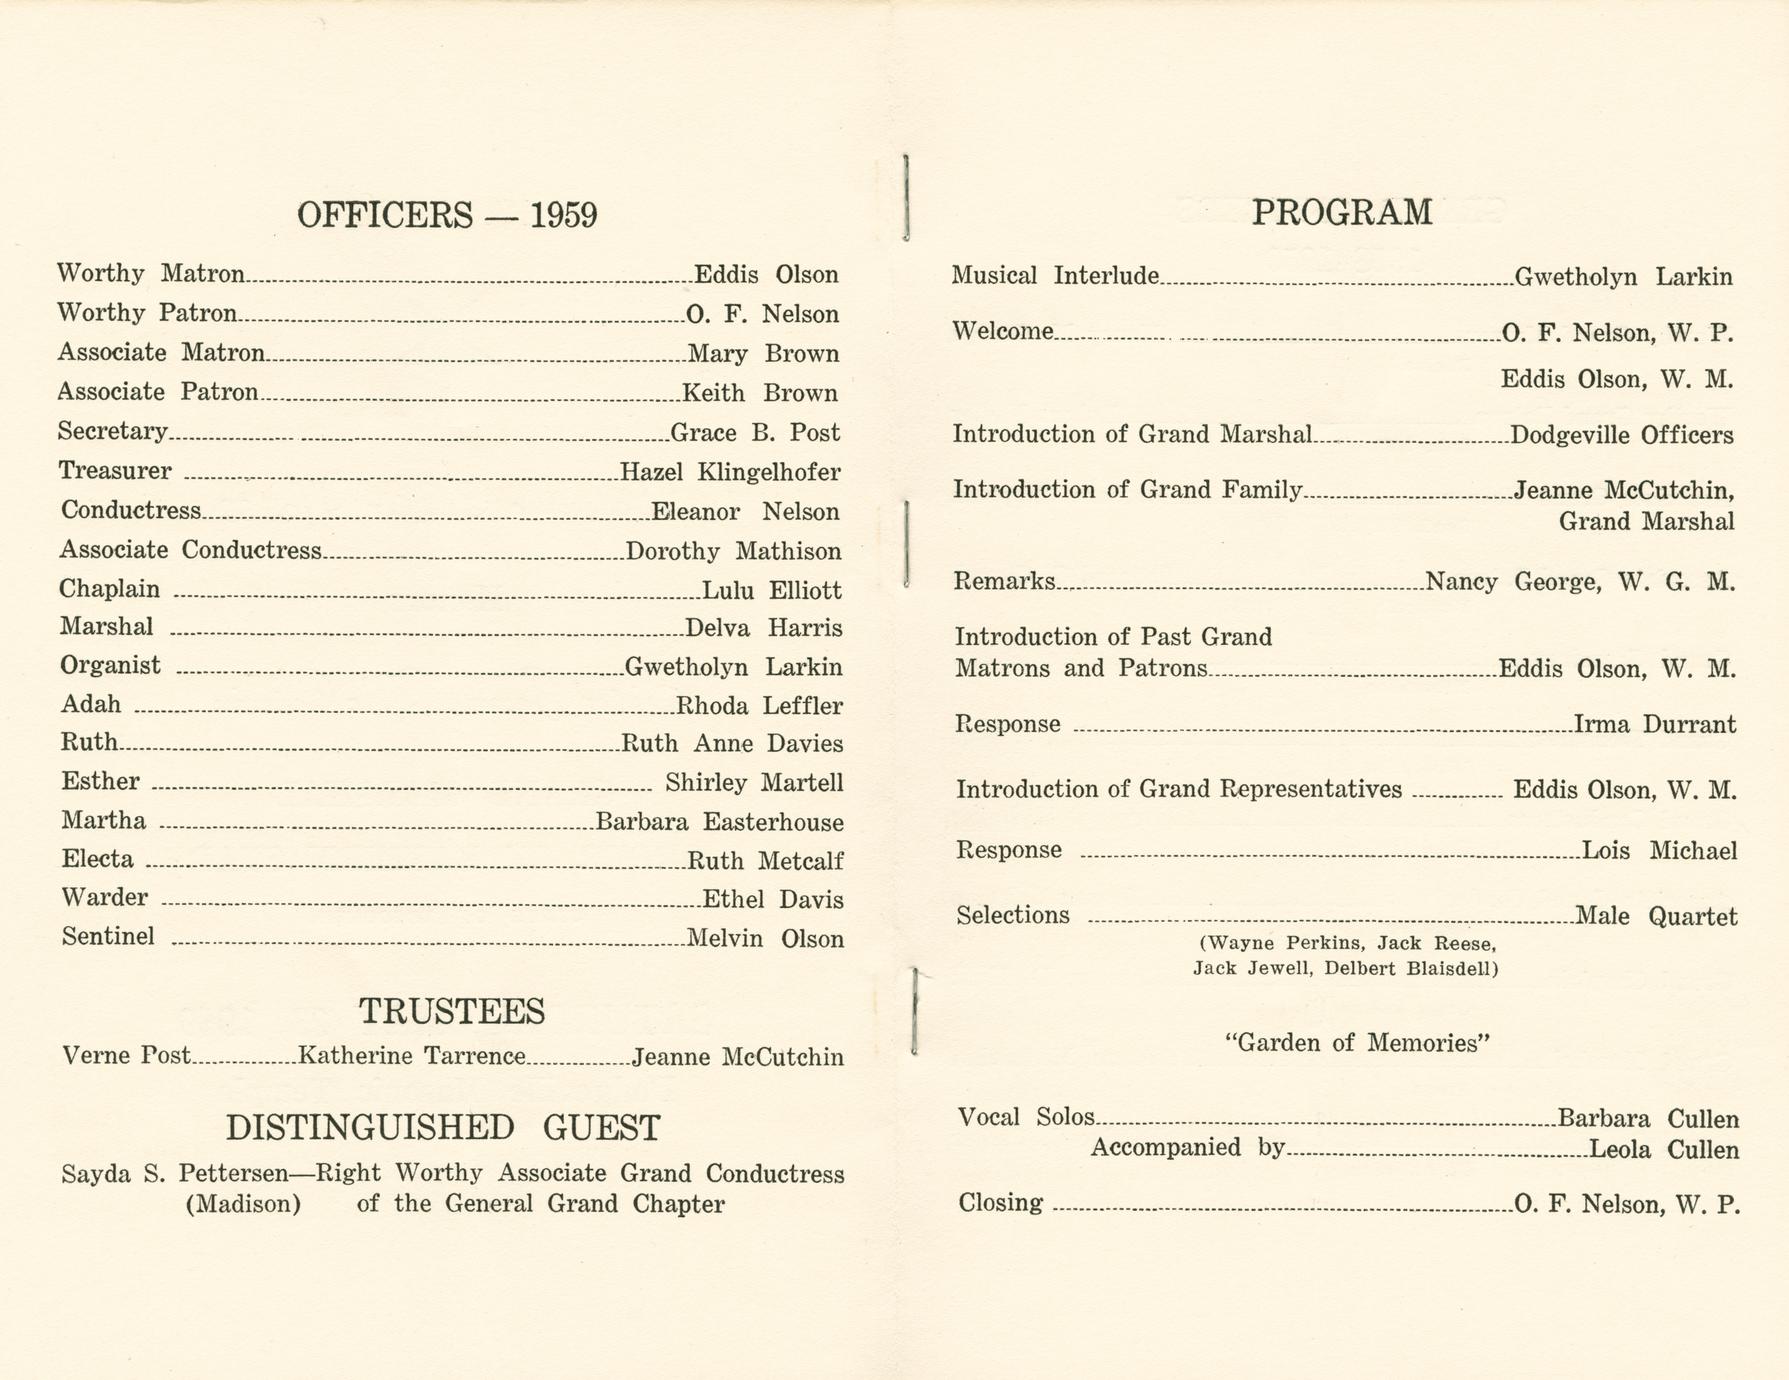 OFFICERS — 1959
Worthy Matron Eddis Olson
Worthy Patron O. F. Nelson
Associate Matron Mary Brown
Associate Patron Keith Brown
Secretary Grace B. Post
Treasurer Hazel Klingelhofer
Conductress Eleanor Nelson
Associate Conductress Dorothy Mathison
Chaplain Lulu Elliott
Marshal Delva Harris
Organist Gwetholyn Larkin
Adah Rhoda Leffler
Ruth Ruth Anne Davies
Esther Shirley Martell
Martha Barbara Easterhouse
Electa Ruth Metcalf
Warder Ethel Davis
Sentinel Melvin Olson
TRUSTEES
Verne Post Katherine Tarrence Jeanne McCutchin
DISTINGUISHED GUEST
Sayda S. Pettersen—Right Worthy Associate Grand Conductress
(Madison) of the General Grand Chapter
PROGRAM
Musical Interlude Gwetholyn Larkin
Welcome O. F. Nelson, W. P.
Eddis Olson, W. M.
Introduction of Grand Marshal Dodgeville Officers
Introduction of Grand Family Jeanne McCutchin,
Grand Marshal
Remarks Nancy George, W. G. M.
Introduction of Past Grand
Matrons and Patrons Eddis Olson, W. M.
Response Irma Durrant
Introduction of Grand Representatives Eddis Olson, W. M.
Response Lois Michael
Selections Male Quartet
(Wayne Perkins, Jack Reese,
Jack Jewell, Delbert Blaisdell)
“Garden of Memories”
Vocal Solos Barbara Cullen
Accompanied by Leola Cullen
Closing O. F. Nelson, W. P.